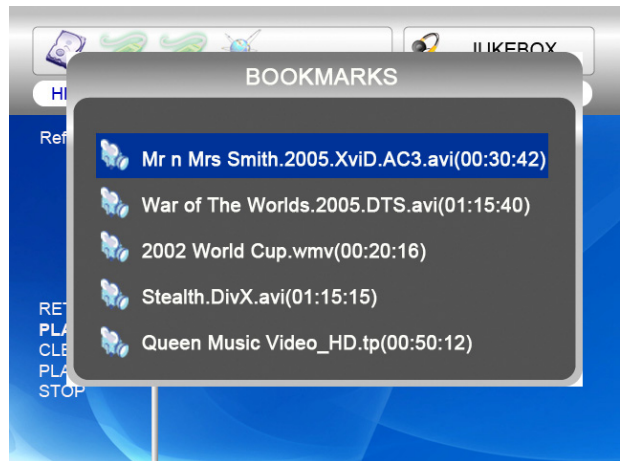 JUKEBOX
BOOKMARKS
Mr n Mrs Smith.2005.XviD.AC3.avi(00:30:42)
War of The Worlds.2005.DTS.avi(01:15:40)
2002 World Cup.wmv(00:20:16)
Stealth.DivX.avi(01:15:15)
Queen Music Video_HD.tp(00:50:12)
STOP